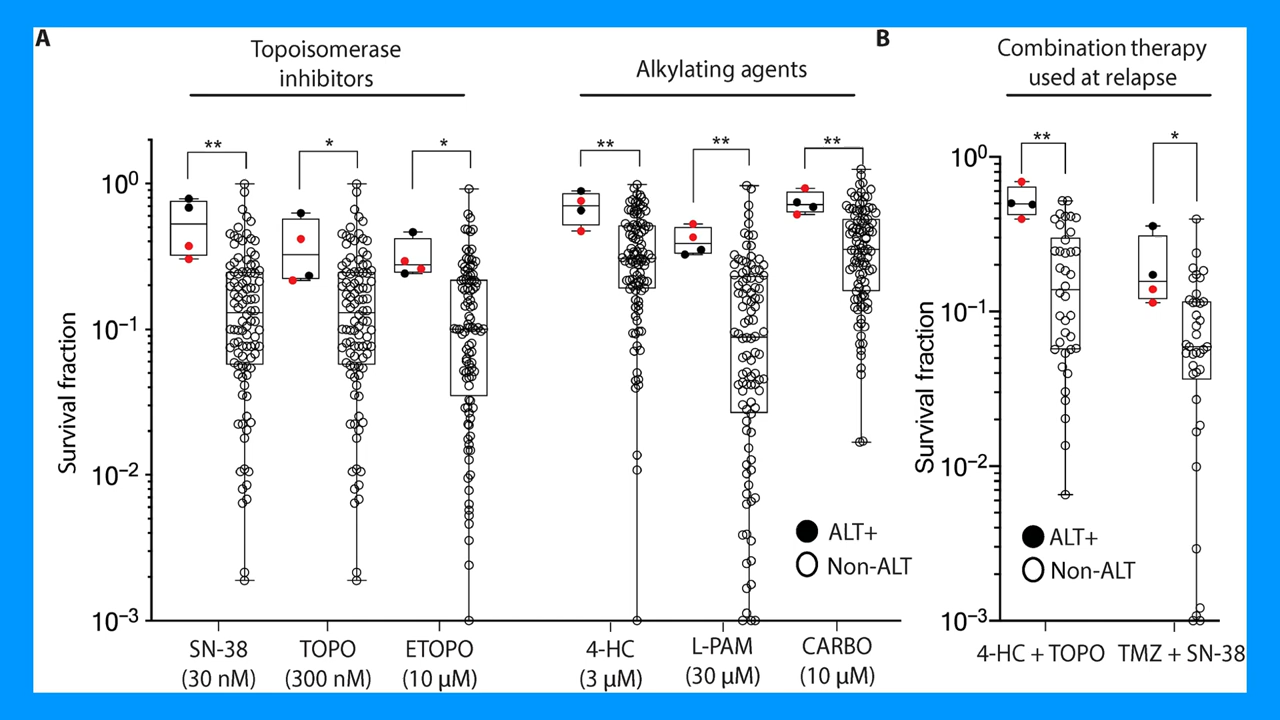 A
Topoisomerase
inhibitors
Alkylating agents
B
Combination therapy
used at relapse
** * * ** ** ** ** *
Survival fraction
10⁰
10⁻¹
10⁻²
10⁻³
ALT+
Non-ALT
SN-38
(30 nM)
TOPO
(300 nM)
ETOPO
(10 µM)
4-HC
(3 µM)
L-PAM
(30 µM)
CARBO
(10 µM)
Survival fraction
10⁰
10⁻¹
10⁻²
10⁻³
ALT+
Non-ALT
4-HC + TOPO
TMZ + SN-38